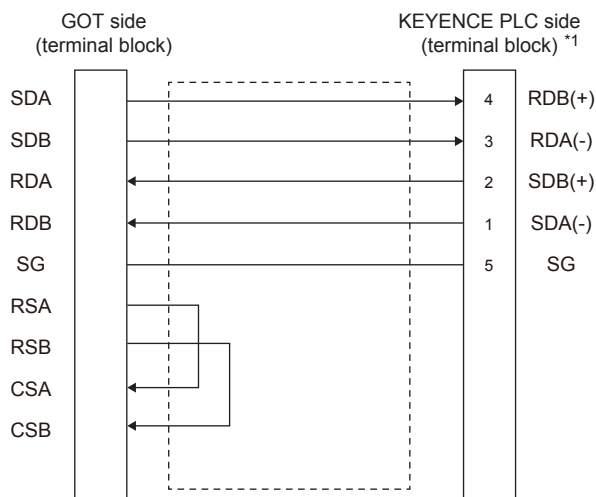 GOT side
(terminal block)
KEYENCE PLC side
(terminal block) *1
SDA 4 RDB(+)
SDB 3 RDA(-)
RDA 2 SDB(+)
RDB 1 SDA(-)
SG 5 SG
RSA
RSB
CSA
CSB